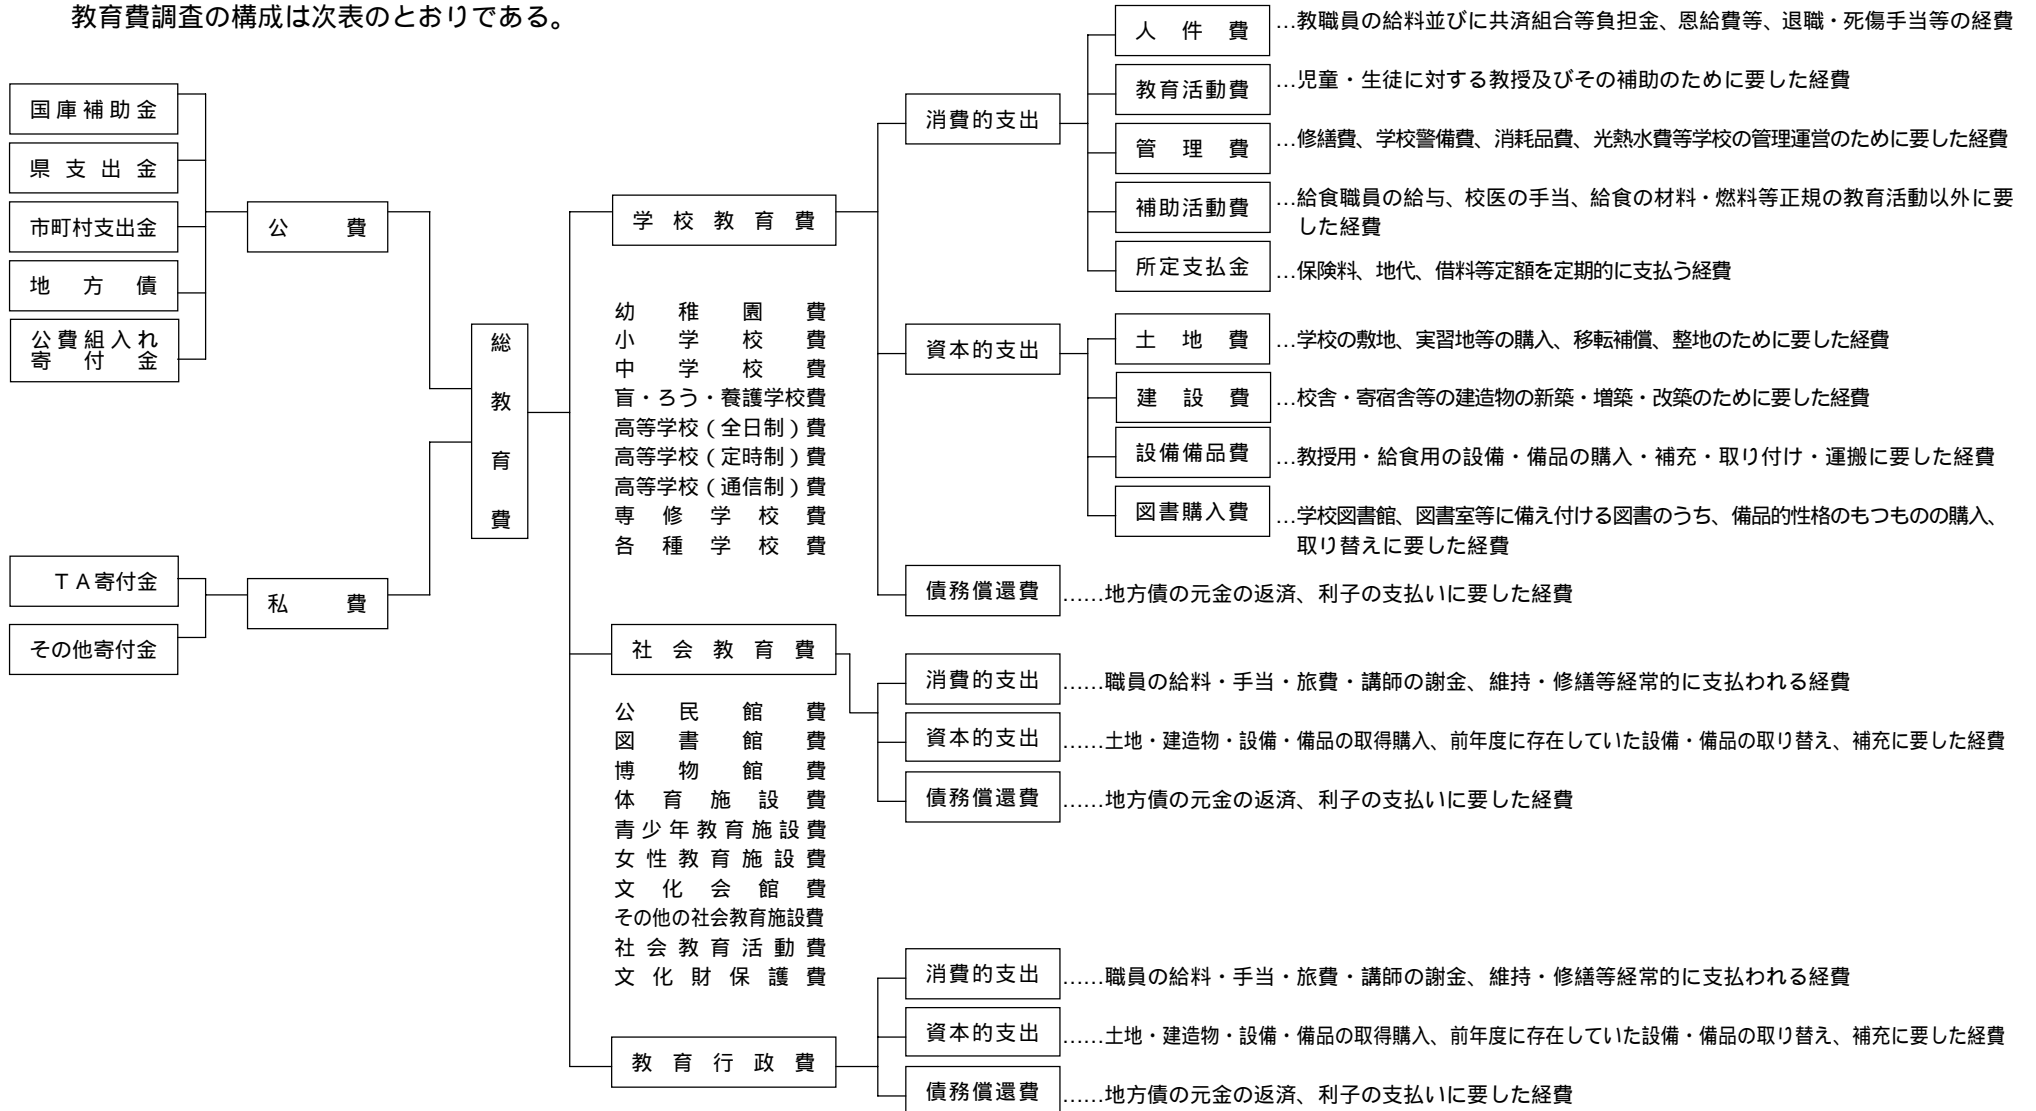 教育費調査の構成は次表のとおりである。
国庫補助金
県支出金
市町村支出金
地方債
公費組入れ
寄付金
公費
TA寄付金
その他寄付金
私費
総教育費
学校教育費
幼稚園費
小学校費
中学校費
盲・ろう・養護学校費
高等学校(全日制)費
高等学校(定時制)費
高等学校(通信制)費
専修学校費
各種学校費
消費的支出
人件費…教職員の給料並びに共済組合等負担金、恩給費等、退職・死傷手当等の経費
教育活動費…児童・生徒に対する教授及びその補助のために要した経費
管理費…修繕費、学校警備費、消耗品費、光熱水費等学校の管理運営のために要した経費
補助活動費…給食職員の給与、校医の手当、給食の材料・燃料等正規の教育活動以外に要
した経費
所定支払金…保険料、地代、借料等定額を定期的に支払う経費
資本的支出
土地費…学校の敷地、実習地等の購入、移転補償、整地のために要した経費
建設費…校舎・寄宿舎等の建造物の新築・増築・改築のために要した経費
設備備品費…教授用・給食用の設備・備品の購入・補充・取り付け・運搬に要した経費
図書購入費…学校図書館、図書室等に備え付ける図書のうち、備品的性格のもつものの購入、
取り替えに要した経費
債務償還費……地方債の元金の返済、利子の支払いに要した経費
社会教育費
公民館費
図書館費
博物館費
体育施設費
青少年教育施設費
女性教育施設費
文化会館費
その他の社会教育施設費
社会教育活動費
文化財保護費
消費的支出……職員の給料・手当・旅費・講師の謝金、維持・修繕等経常的に支払われる経費
資本的支出……土地・建造物・設備・備品の取得購入、前年度に存在していた設備・備品の取り替え、補充に要した経費
債務償還費……地方債の元金の返済、利子の支払いに要した経費
教育行政費
消費的支出……職員の給料・手当・旅費・講師の謝金、維持・修繕等経常的に支払われる経費
資本的支出……土地・建造物・設備・備品の取得購入、前年度に存在していた設備・備品の取り替え、補充に要した経費
債務償還費……地方債の元金の返済、利子の支払いに要した経費